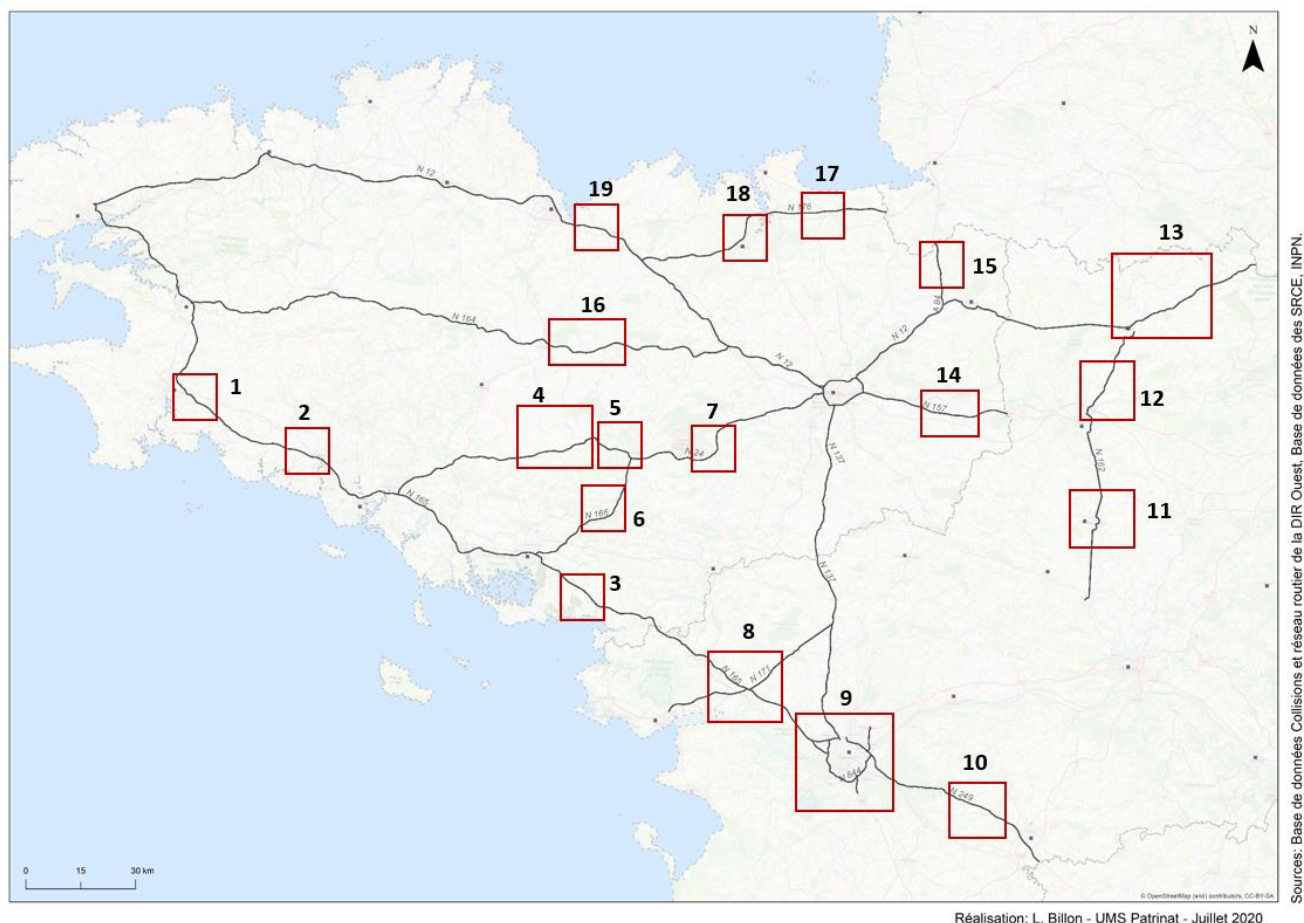 N
17
19
18
N 12
N 176
13
15
16
A 84
N 164
N 12
N 12
1
4
5
7
14
12
2
N 157
N 24
N 137
N 162
N 165
6
11
N 166
3
N 137
8
N 165
N 171
9
10
N 844
N 249
0 15 30 km
© OpenStreetMap (and) contributors, CC-BY-SA
Sources: Base de données Collisions et réseau routier de la DIR Ouest, Base de données des SRCE, INPN.
Réalisation: L. Billon - UMS Patrinat - Juillet 2020